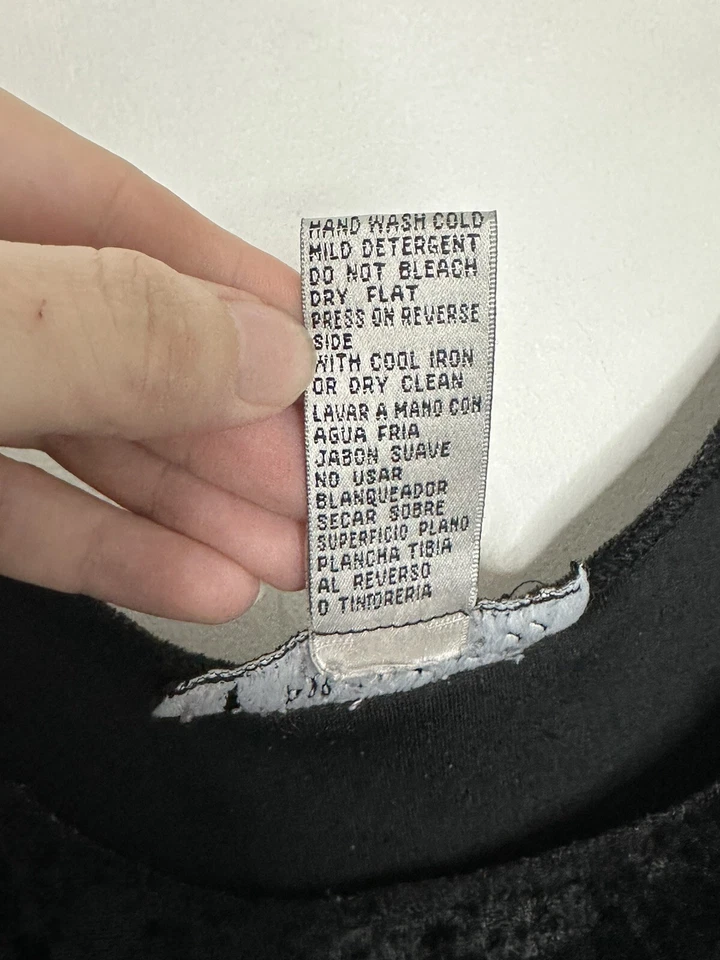 HAND WASH COLD
MILD DETERGENT
DO NOT BLEACH
DRY FLAT
PRESS ON REVERSE
SIDE
WITH COOL IRON
OR DRY CLEAN
LAVAR A MANO CON
AGUA FRIA
JABON SUAVE
NO USAR
BLANQUEADOR
SECAR SOBRE
SUPERFICIO PLANO
PLANCHA TIBIA
AL REVERSO
O TINTORERIA